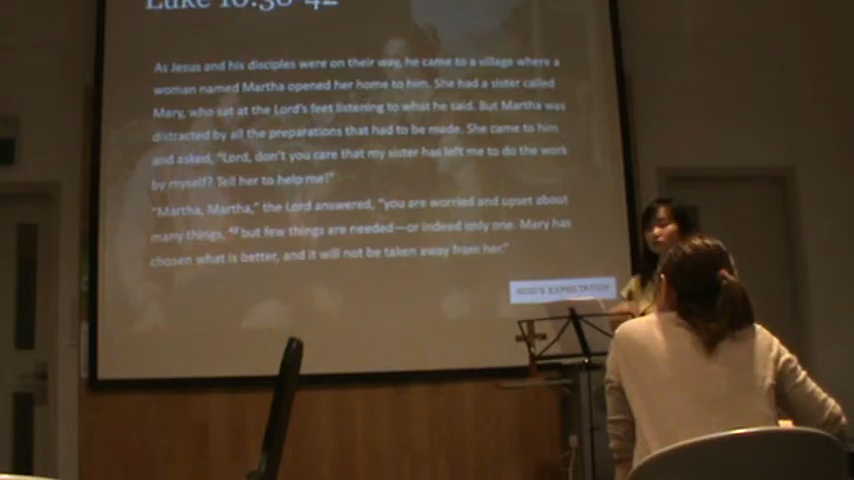 Luke 10:38-42
As Jesus and his disciples were on their way, he came to a village where a
woman named Martha opened her home to him. She had a sister called
Mary, who sat at the Lord's feet listening to what he said. But Martha was
distracted by all the preparations that had to be made. She came to him
and asked, "Lord, don't you care that my sister has left me to do the work
by myself? Tell her to help me!"
"Martha, Martha," the Lord answered, "you are worried and upset about
many things, 42 but few things are needed—or indeed only one. Mary has
chosen what is better, and it will not be taken away from her."
GOD'S EXPECTATION